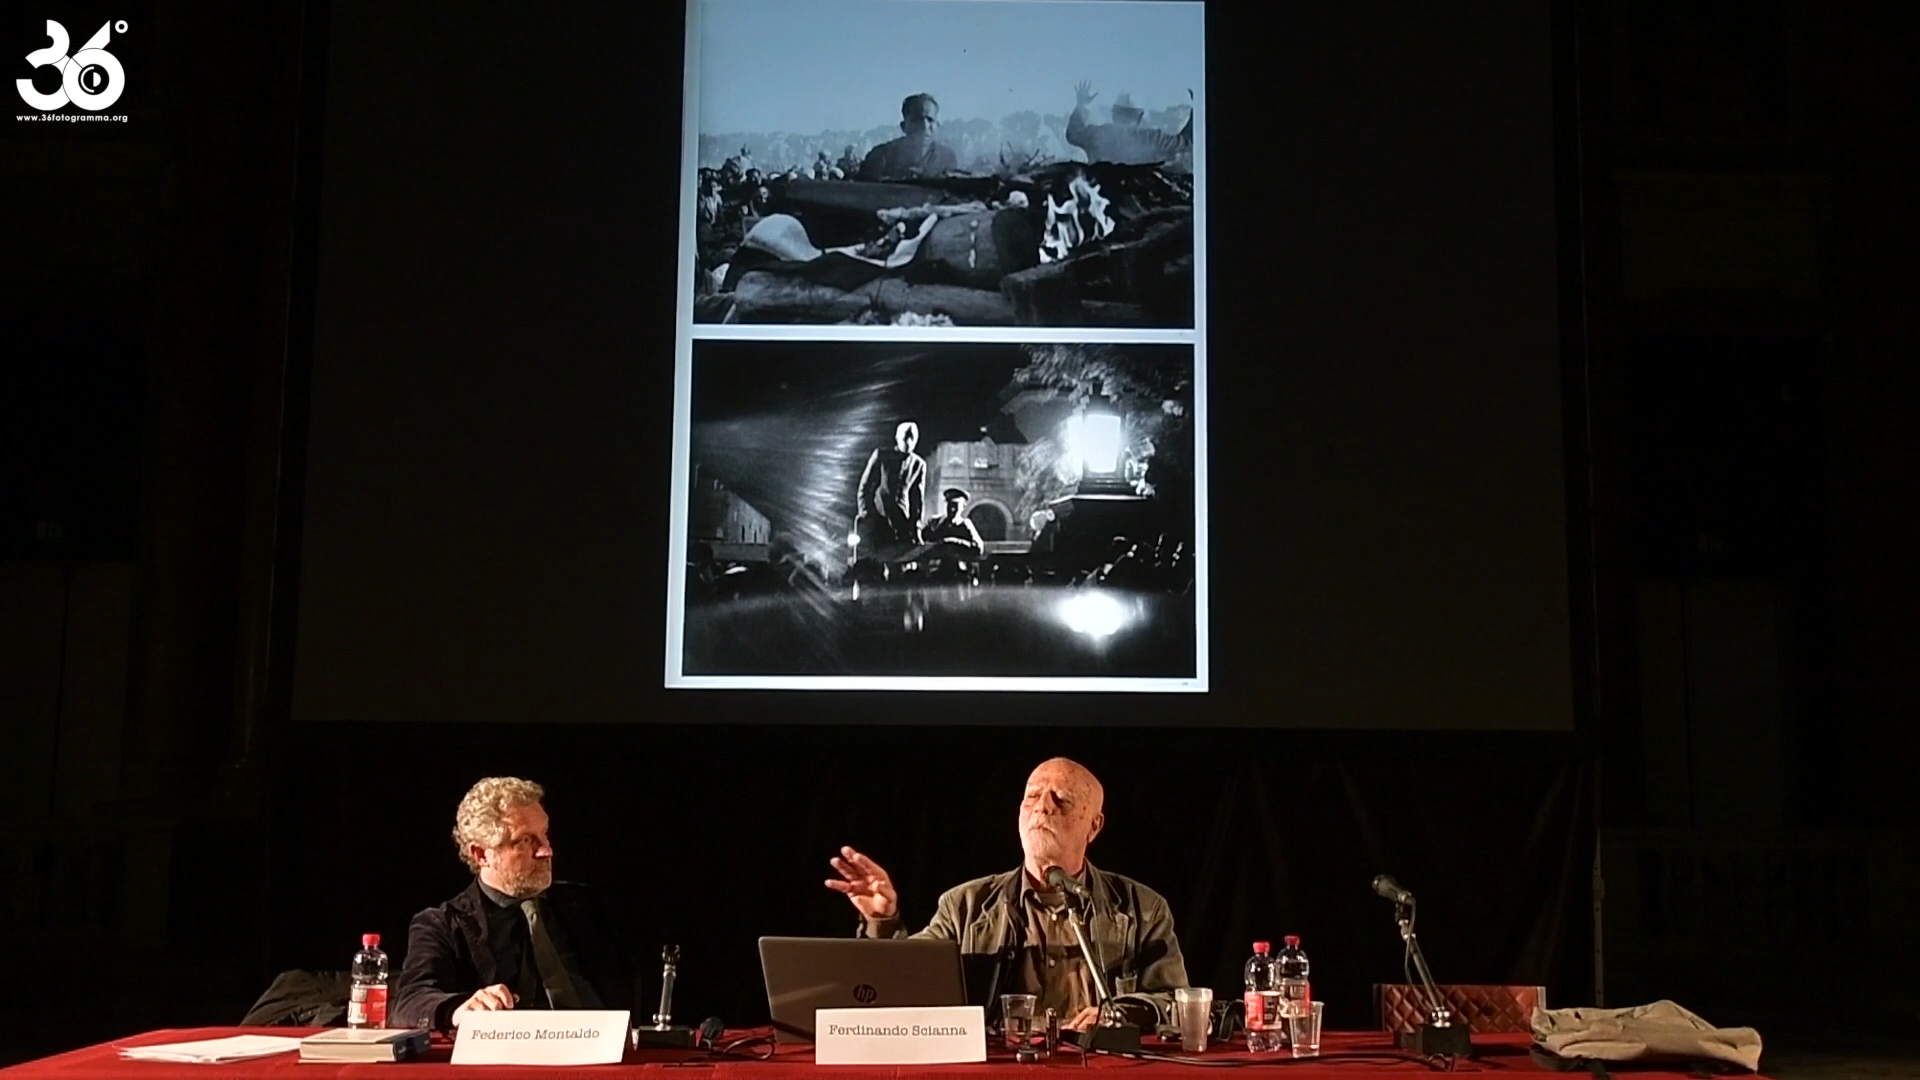 36°
www.36fotogramma.org
Federico Montaldo
hp
Ferdinando Scianna